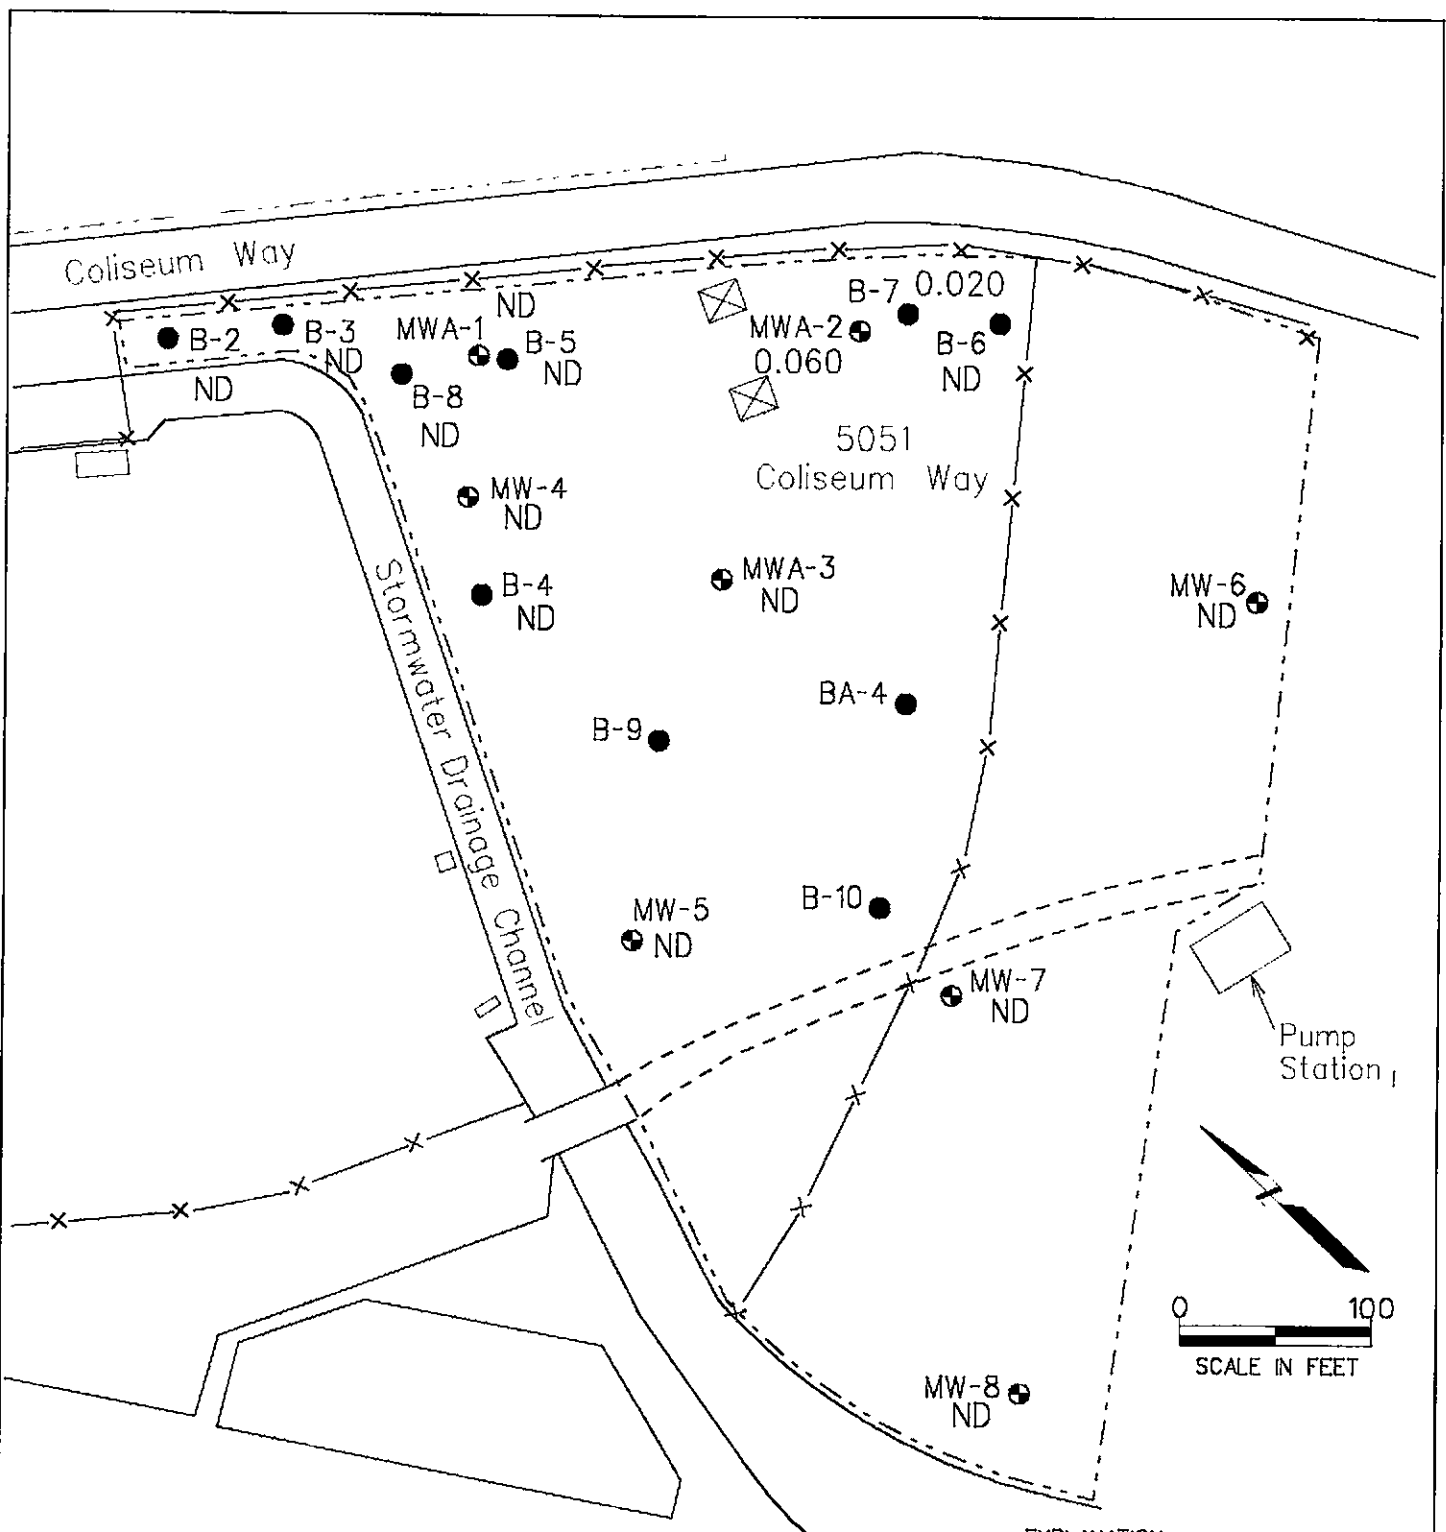 Coliseum Way
B-2
ND
B-3
ND
MWA-1
ND
B-5
ND
B-8
ND
MWA-2
0.060
B-7 0.020
B-6
ND
5051
Coliseum Way
MW-4
ND
B-4
ND
MWA-3
ND
MW-6
ND
BA-4
B-9
B-10
MW-5
ND
MW-7
ND
Stormwater Drainage Channel
Pump
Station
0 100
SCALE IN FEET
MW-8
ND